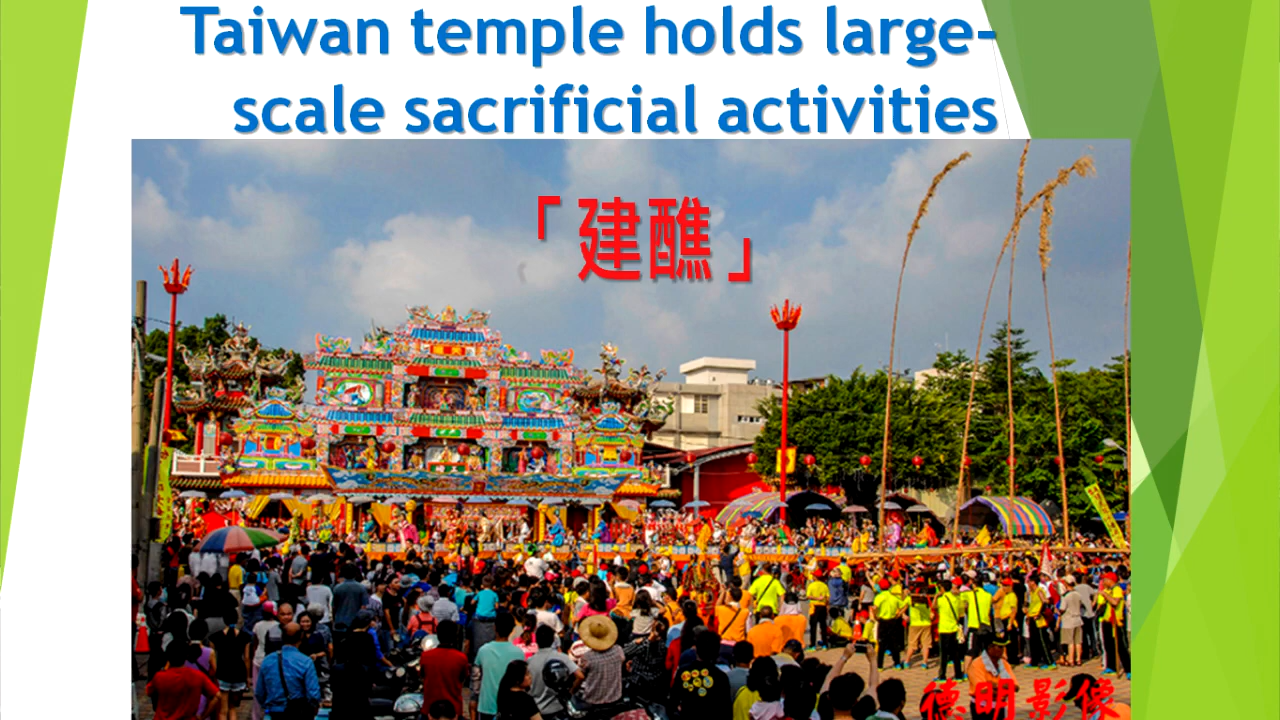 Taiwan temple holds large-
scale sacrificial activities
「建醮」
德明影像